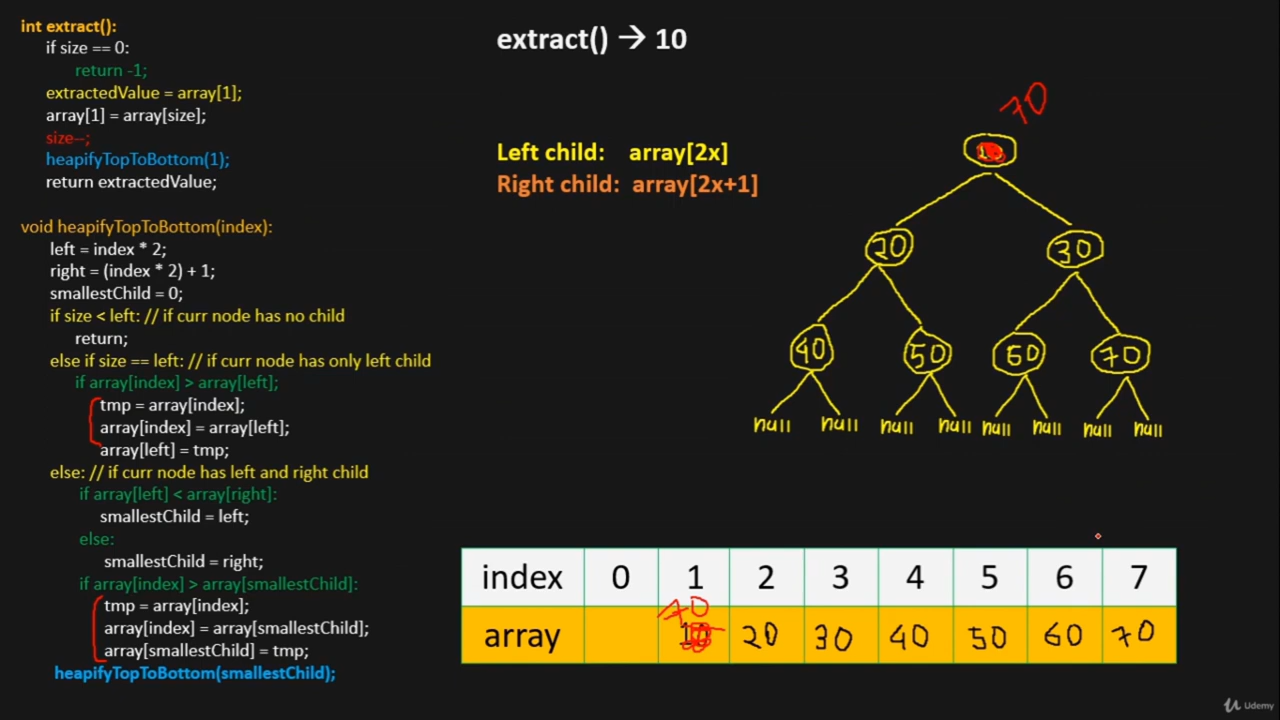 int extract():
if size == 0:
return -1;
extractedValue = array[1];
array[1] = array[size];
size--;
heapifyTopToBottom(1);
return extractedValue;
void heapifyTopToBottom(index):
left = index * 2;
right = (index * 2) + 1;
smallestChild = 0;
if size < left: // if curr node has no child
return;
else if size == left: // if curr node has only left child
if array[index] > array[left];
tmp = array[index];
array[index] = array[left];
array[left] = tmp;
else: // if curr node has left and right child
if array[left] < array[right]:
smallestChild = left;
else:
smallestChild = right;
if array[index] > array[smallestChild]:
tmp = array[index];
array[index] = array[smallestChild];
array[smallestChild] = tmp;
heapifyTopToBottom(smallestChild);
extract() → 10
Left child: array[2x]
Right child: array[2x+1]
70
20 30
40 50 60 70
null null null null null null null null
index 0 1 2 3 4 5 6 7
70
array 10 20 30 40 50 60 70
Udemy